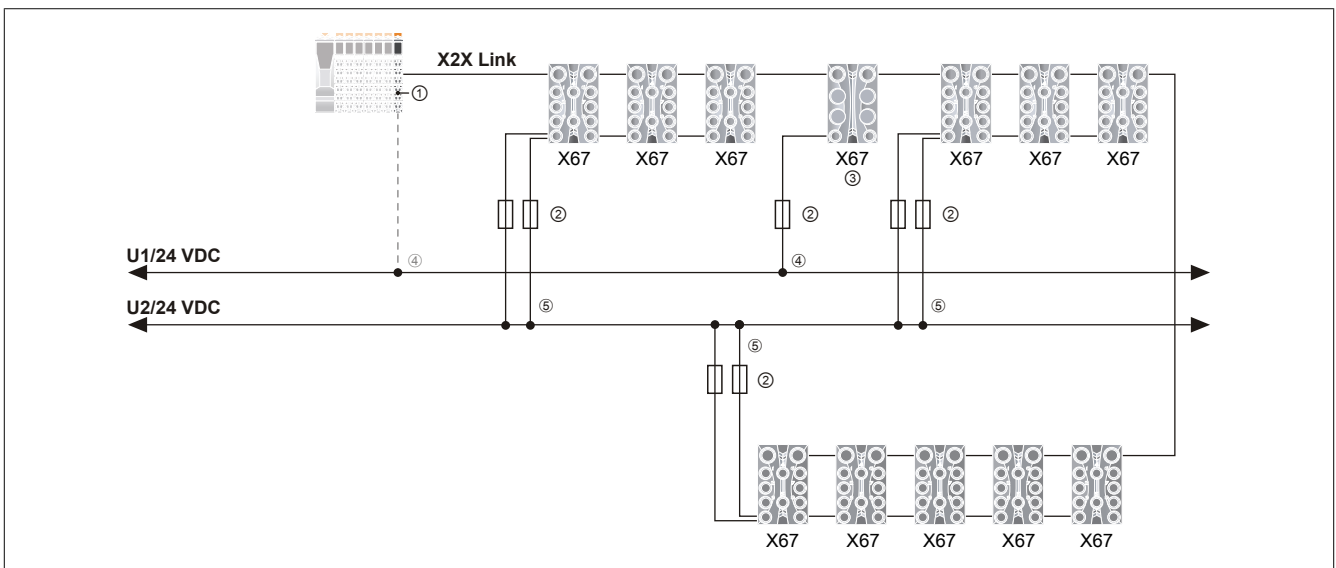 X2X Link
①
X67 X67 X67 X67 X67 X67 X67
③
② ② ②
U1/24 VDC ④ ④
U2/24 VDC ⑤ ⑤
⑤
②
X67 X67 X67 X67 X67